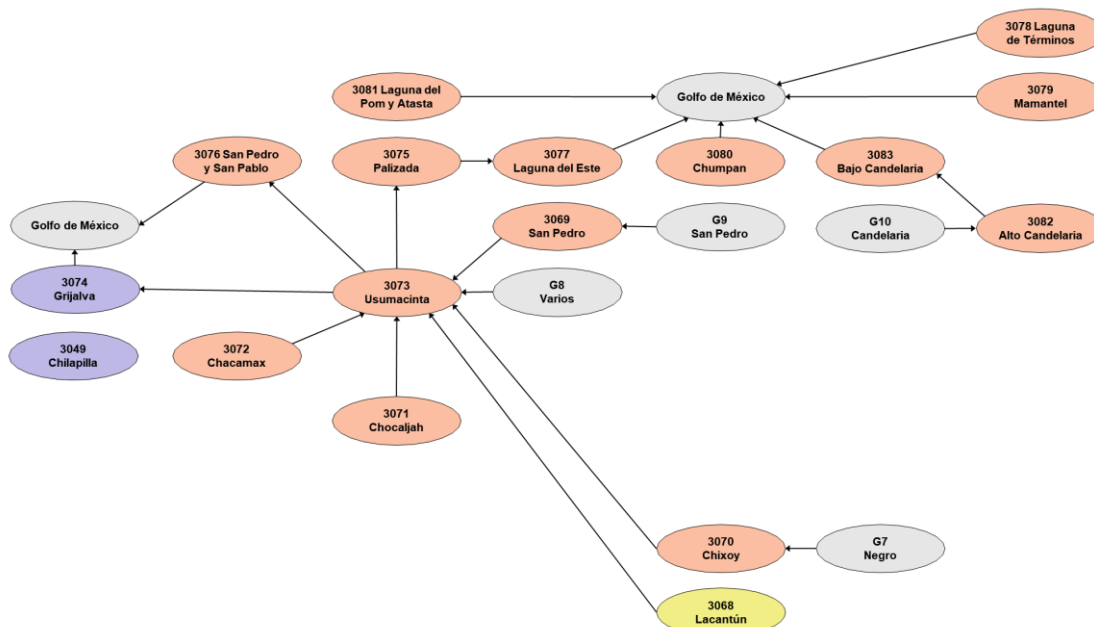 3078 Laguna
de Términos
3081 Laguna del
Pom y Atasta
Golfo de México
3079
Mamantel
3076 San Pedro
y San Pablo
3075
Palizada
3077
Laguna del Este
3080
Chumpan
3083
Bajo Candelaria
Golfo de México
3069
San Pedro
G9
San Pedro
G10
Candelaria
3082
Alto Candelaria
3074
Grijalva
3073
Usumacinta
G8
Varios
3049
Chilapilla
3072
Chacamax
3071
Chocaljah
3070
Chixoy
G7
Negro
3068
Lacantún